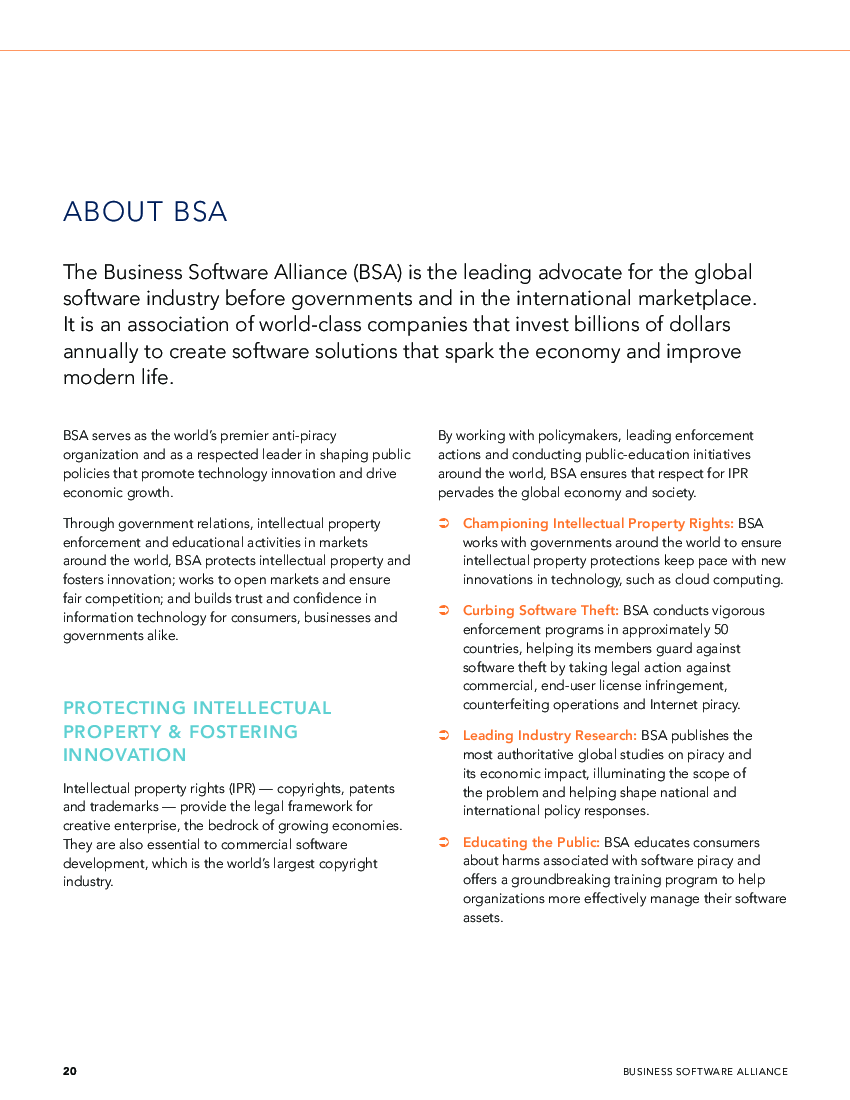 ABOUT BSA
The Business Software Alliance (BSA) is the leading advocate for the global
software industry before governments and in the international marketplace.
It is an association of world-class companies that invest billions of dollars
annually to create software solutions that spark the economy and improve
modern life.
BSA serves as the world’s premier anti-piracy
organization and as a respected leader in shaping public
policies that promote technology innovation and drive
economic growth.
Through government relations, intellectual property
enforcement and educational activities in markets
around the world, BSA protects intellectual property and
fosters innovation; works to open markets and ensure
fair competition; and builds trust and confidence in
information technology for consumers, businesses and
governments alike.
PROTECTING INTELLECTUAL
PROPERTY & FOSTERING
INNOVATION
Intellectual property rights (IPR) — copyrights, patents
and trademarks — provide the legal framework for
creative enterprise, the bedrock of growing economies.
They are also essential to commercial software
development, which is the world’s largest copyright
industry.
By working with policymakers, leading enforcement
actions and conducting public-education initiatives
around the world, BSA ensures that respect for IPR
pervades the global economy and society.
➲ Championing Intellectual Property Rights: BSA
works with governments around the world to ensure
intellectual property protections keep pace with new
innovations in technology, such as cloud computing.
➲ Curbing Software Theft: BSA conducts vigorous
enforcement programs in approximately 50
countries, helping its members guard against
software theft by taking legal action against
commercial, end-user license infringement,
counterfeiting operations and Internet piracy.
➲ Leading Industry Research: BSA publishes the
most authoritative global studies on piracy and
its economic impact, illuminating the scope of
the problem and helping shape national and
international policy responses.
➲ Educating the Public: BSA educates consumers
about harms associated with software piracy and
offers a groundbreaking training program to help
organizations more effectively manage their software
assets.
20
BUSINESS SOFTWARE ALLIANCE